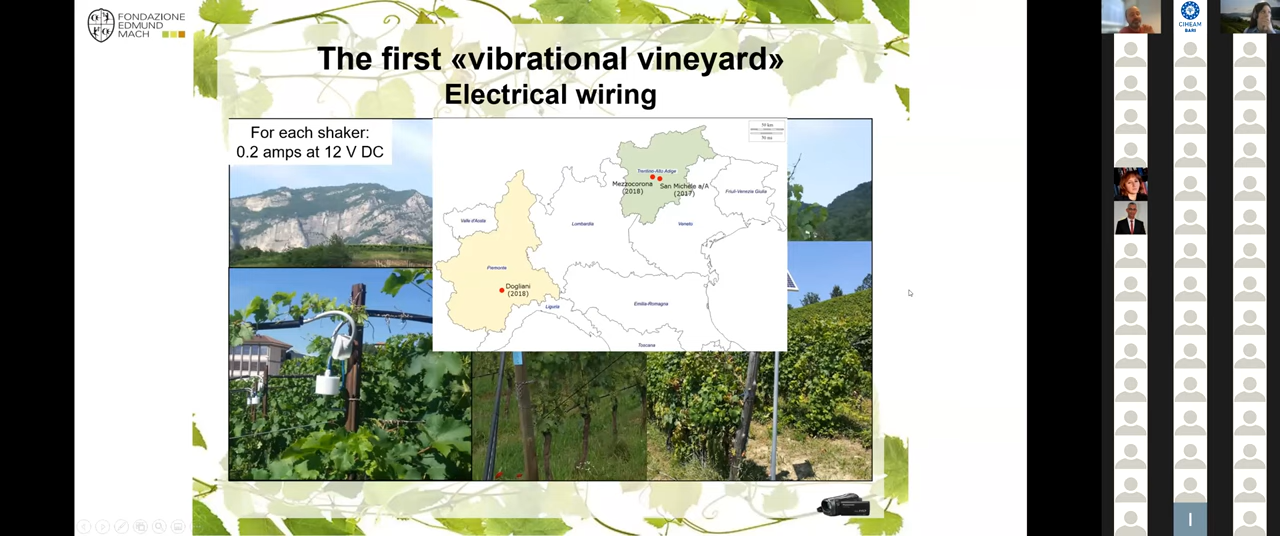 FONDAZIONE
EDMUND
MACH
The first «vibrational vineyard»
Electrical wiring
For each shaker:
0.2 amps at 12 V DC
Trentino-Alto Adige
Mezzocorona
(2018)
San Michele a/A
(2017)
Friuli-Venezia Giulia
Valle d'Aosta
Lombardia
Veneto
Piemonte
Dogliani
(2018)
Liguria
Emilia-Romagna
Toscana
CIHEAM
BARI
I